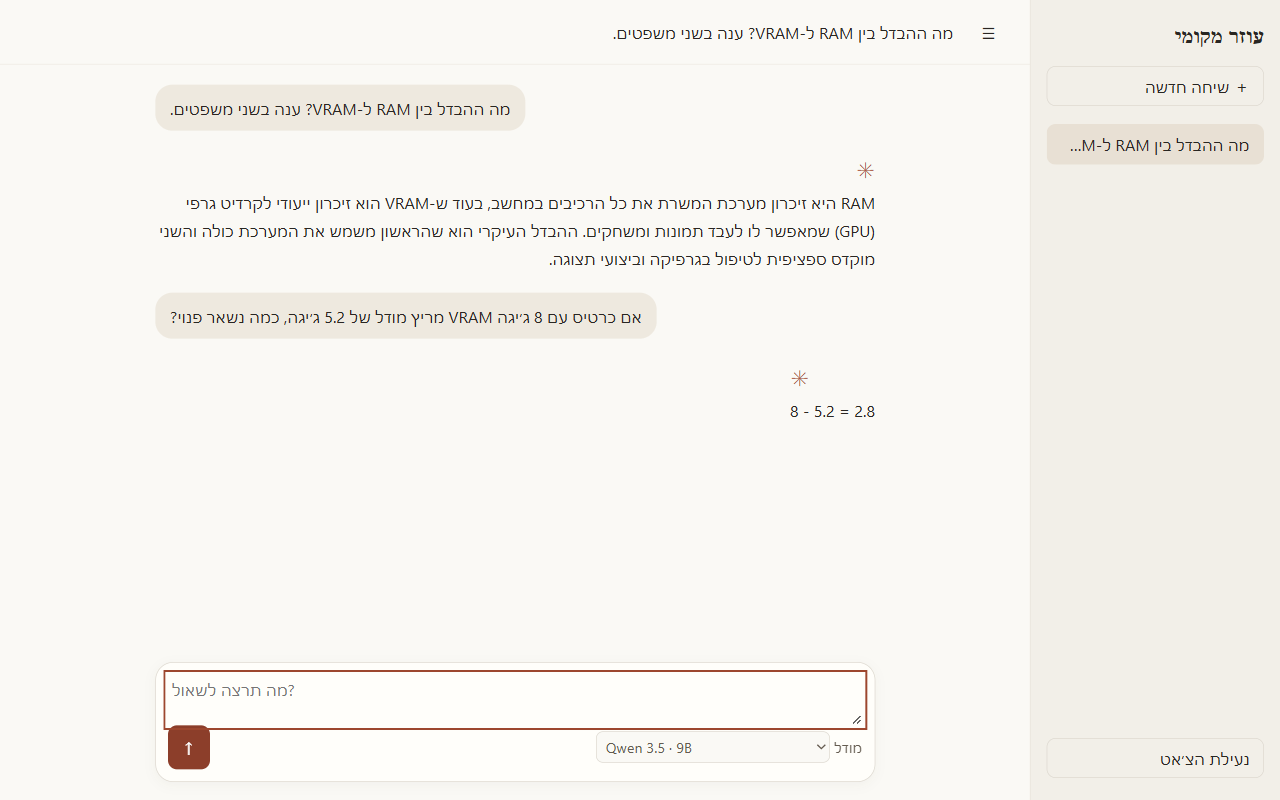 עוזר מקומי
+ שיחה חדשה
מה ההבדל בין RAM ל-M...
נעילת הצ׳אט
☰ מה ההבדל בין RAM ל-VRAM? ענה בשני משפטים.
מה ההבדל בין RAM ל-VRAM? ענה בשני משפטים.
RAM היא זיכרון מערכת המשרת את כל הרכיבים במחשב, בעוד ש-VRAM הוא זיכרון ייעודי לקרדיט גרפי
(GPU) שמאפשר לו לעבד תמונות ומשחקים. ההבדל העיקרי הוא שהראשון משמש את המערכת כולה והשני
מוקדס ספציפית לטיפול בגרפיקה וביצועי תצוגה.
אם כרטיס עם 8 ג׳יגה VRAM מריץ מודל של 5.2 ג׳יגה, כמה נשאר פנוי?
8 - 5.2 = 2.8
מה תרצה לשאול?
מודל Qwen 3.5 · 9B
↑